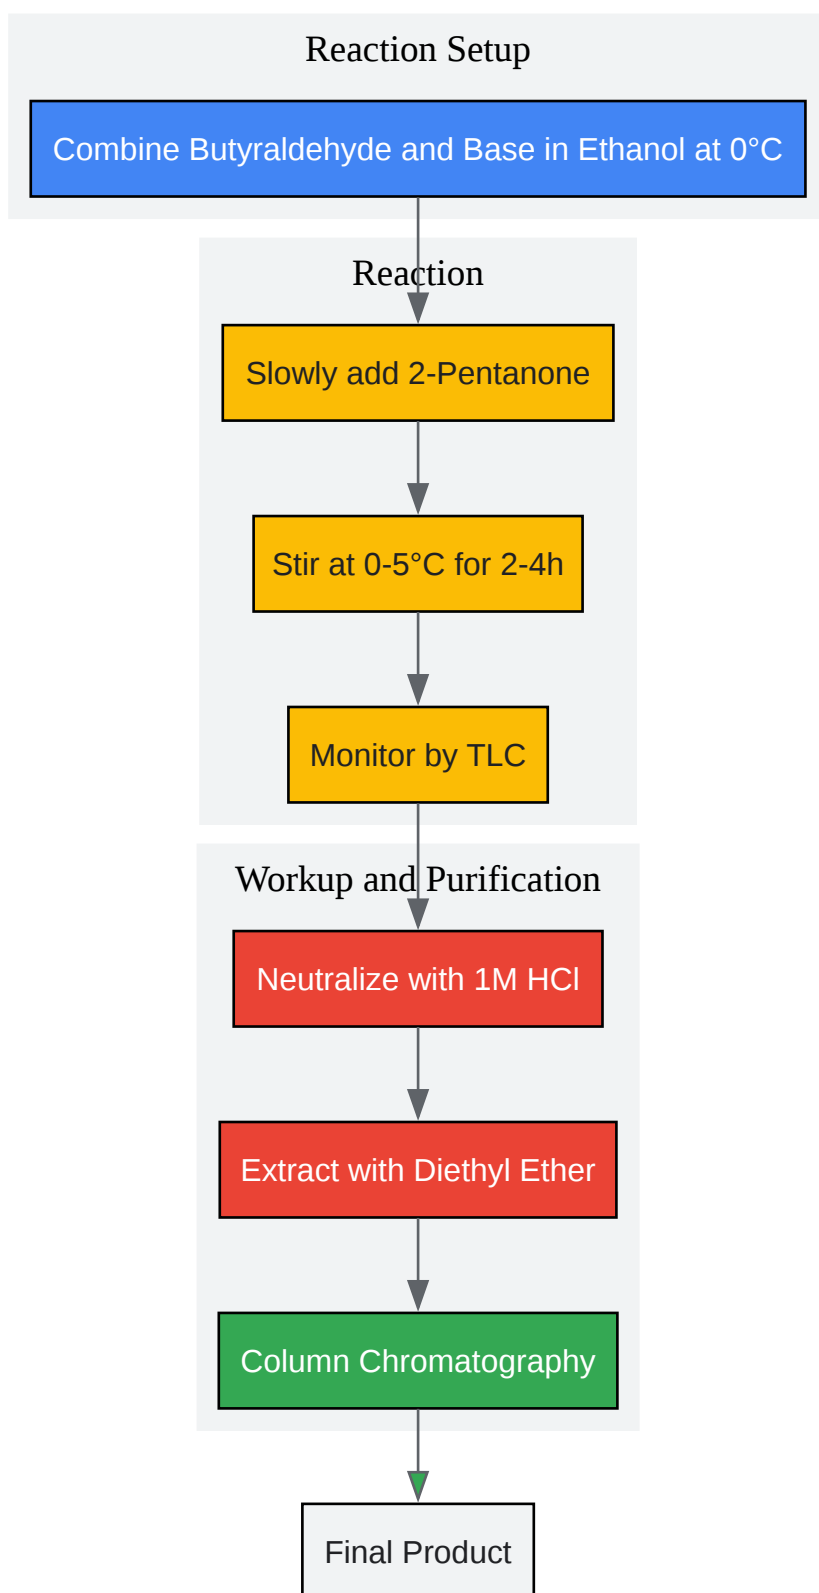 Reaction Setup
Combine Butyraldehyde and Base in Ethanol at 0°C
Reaction
Slowly add 2-Pentanone
Stir at 0-5°C for 2-4h
Monitor by TLC
Workup and Purification
Neutralize with 1M HCl
Extract with Diethyl Ether
Column Chromatography
Final Product